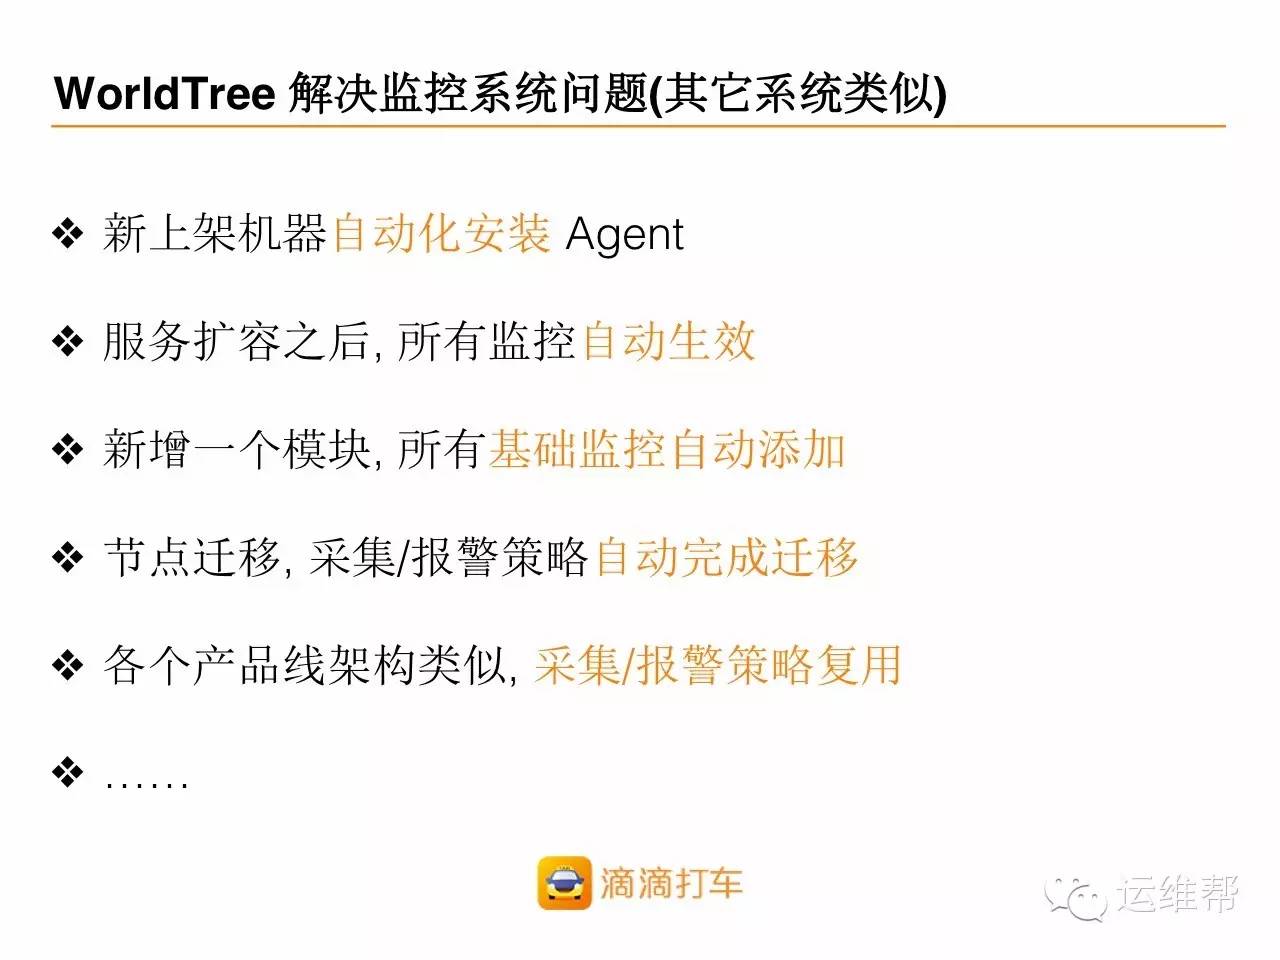 WorldTree 解决监控系统问题(其它系统类似)
❖ 新上架机器自动化安装 Agent
❖ 服务扩容之后, 所有监控自动生效
❖ 新增一个模块, 所有基础监控自动添加
❖ 节点迁移, 采集/报警策略自动完成迁移
❖ 各个产品线架构类似, 采集/报警策略复用
❖ ......
滴滴打车
运维帮